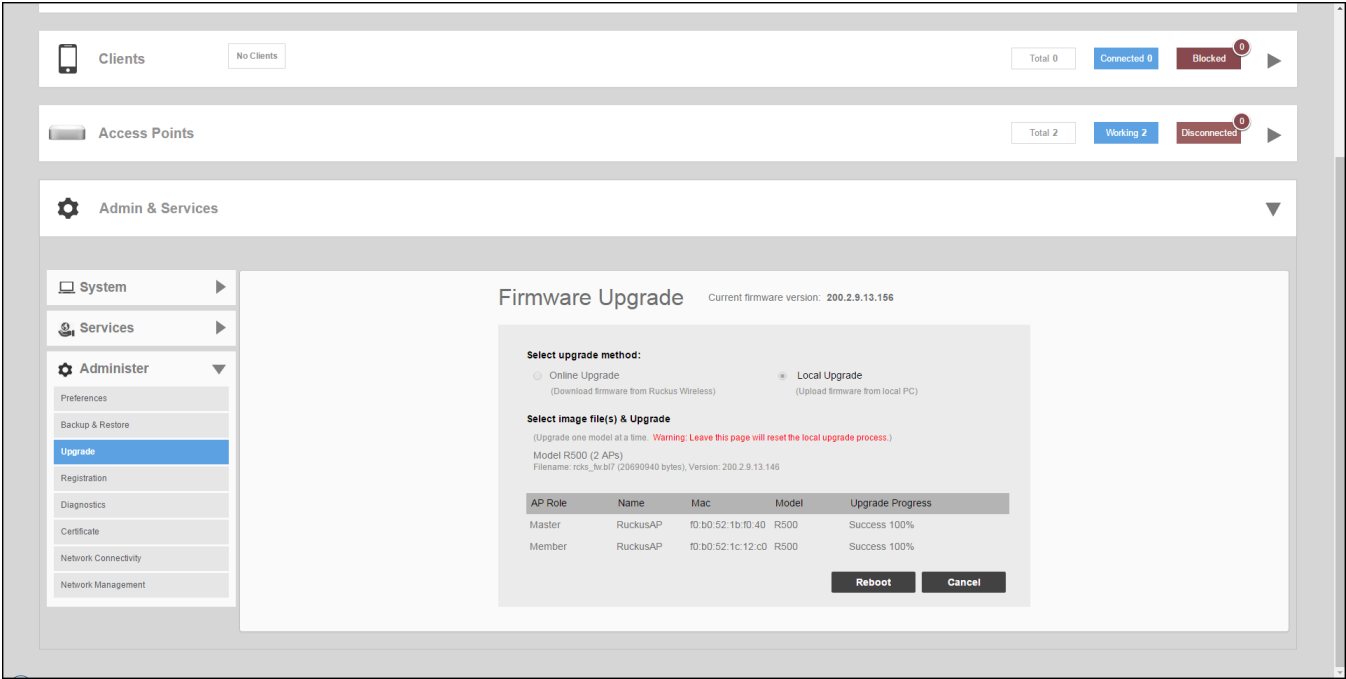 Clients
No Clients
Total 0
Connected 0
Blocked
0
Access Points
Total 2
Working 2
Disconnected
0
Admin & Services
System
Services
Administer
Preferences
Backup & Restore
Upgrade
Registration
Diagnostics
Certificate
Network Connectivity
Network Management
Firmware Upgrade Current firmware version: 200.2.9.13.156
Select upgrade method:
Online Upgrade Local Upgrade
(Download firmware from Ruckus Wireless) (Upload firmware from local PC)
Select image file(s) & Upgrade
(Upgrade one model at a time. Warning: Leave this page will reset the local upgrade process.)
Model R500 (2 APs)
Filename: rcks_fw.bl7 (20690940 bytes), Version: 200.2.9.13.146
AP Role Name Mac Model Upgrade Progress
Master RuckusAP f0:b0:52:1b:f0:40 R500 Success 100%
Member RuckusAP f0:b0:52:1c:12:c0 R500 Success 100%
Reboot Cancel